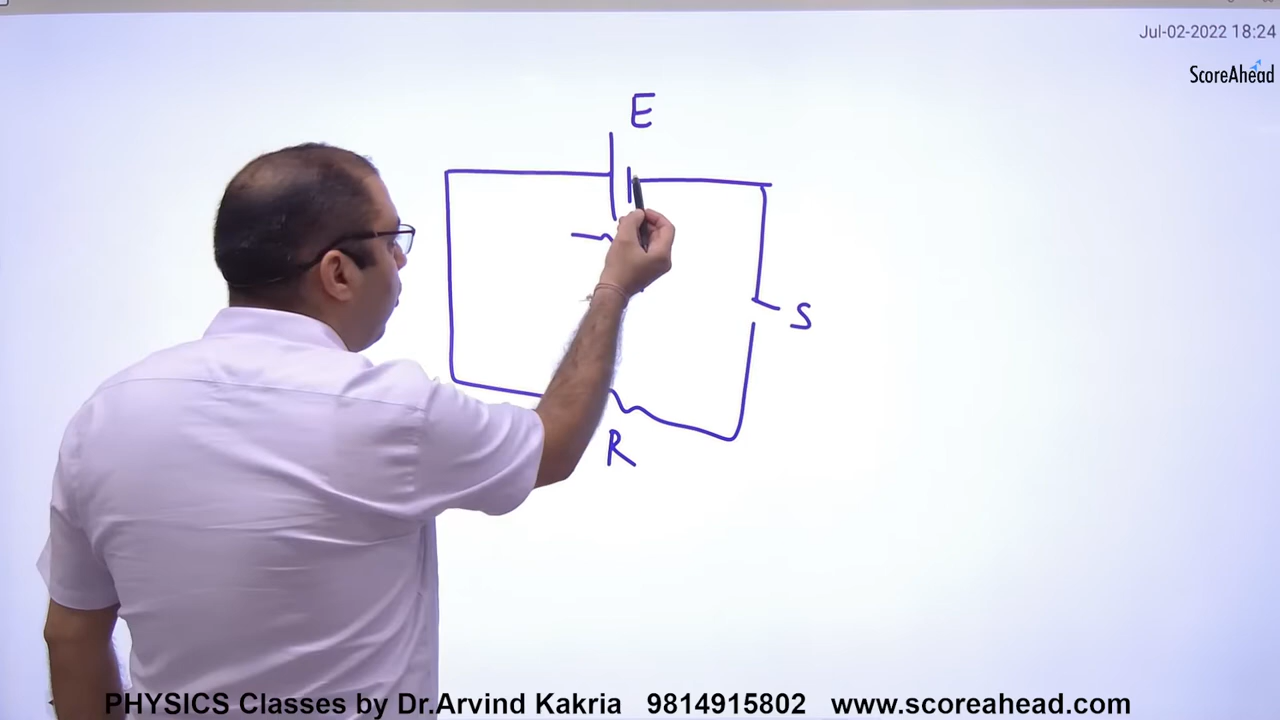 Jul-02-2022 18:24
ScoreAhead
E
S
R
PHYSICS Classes by Dr.Arvind Kakria 9814915802 www.scoreahead.com